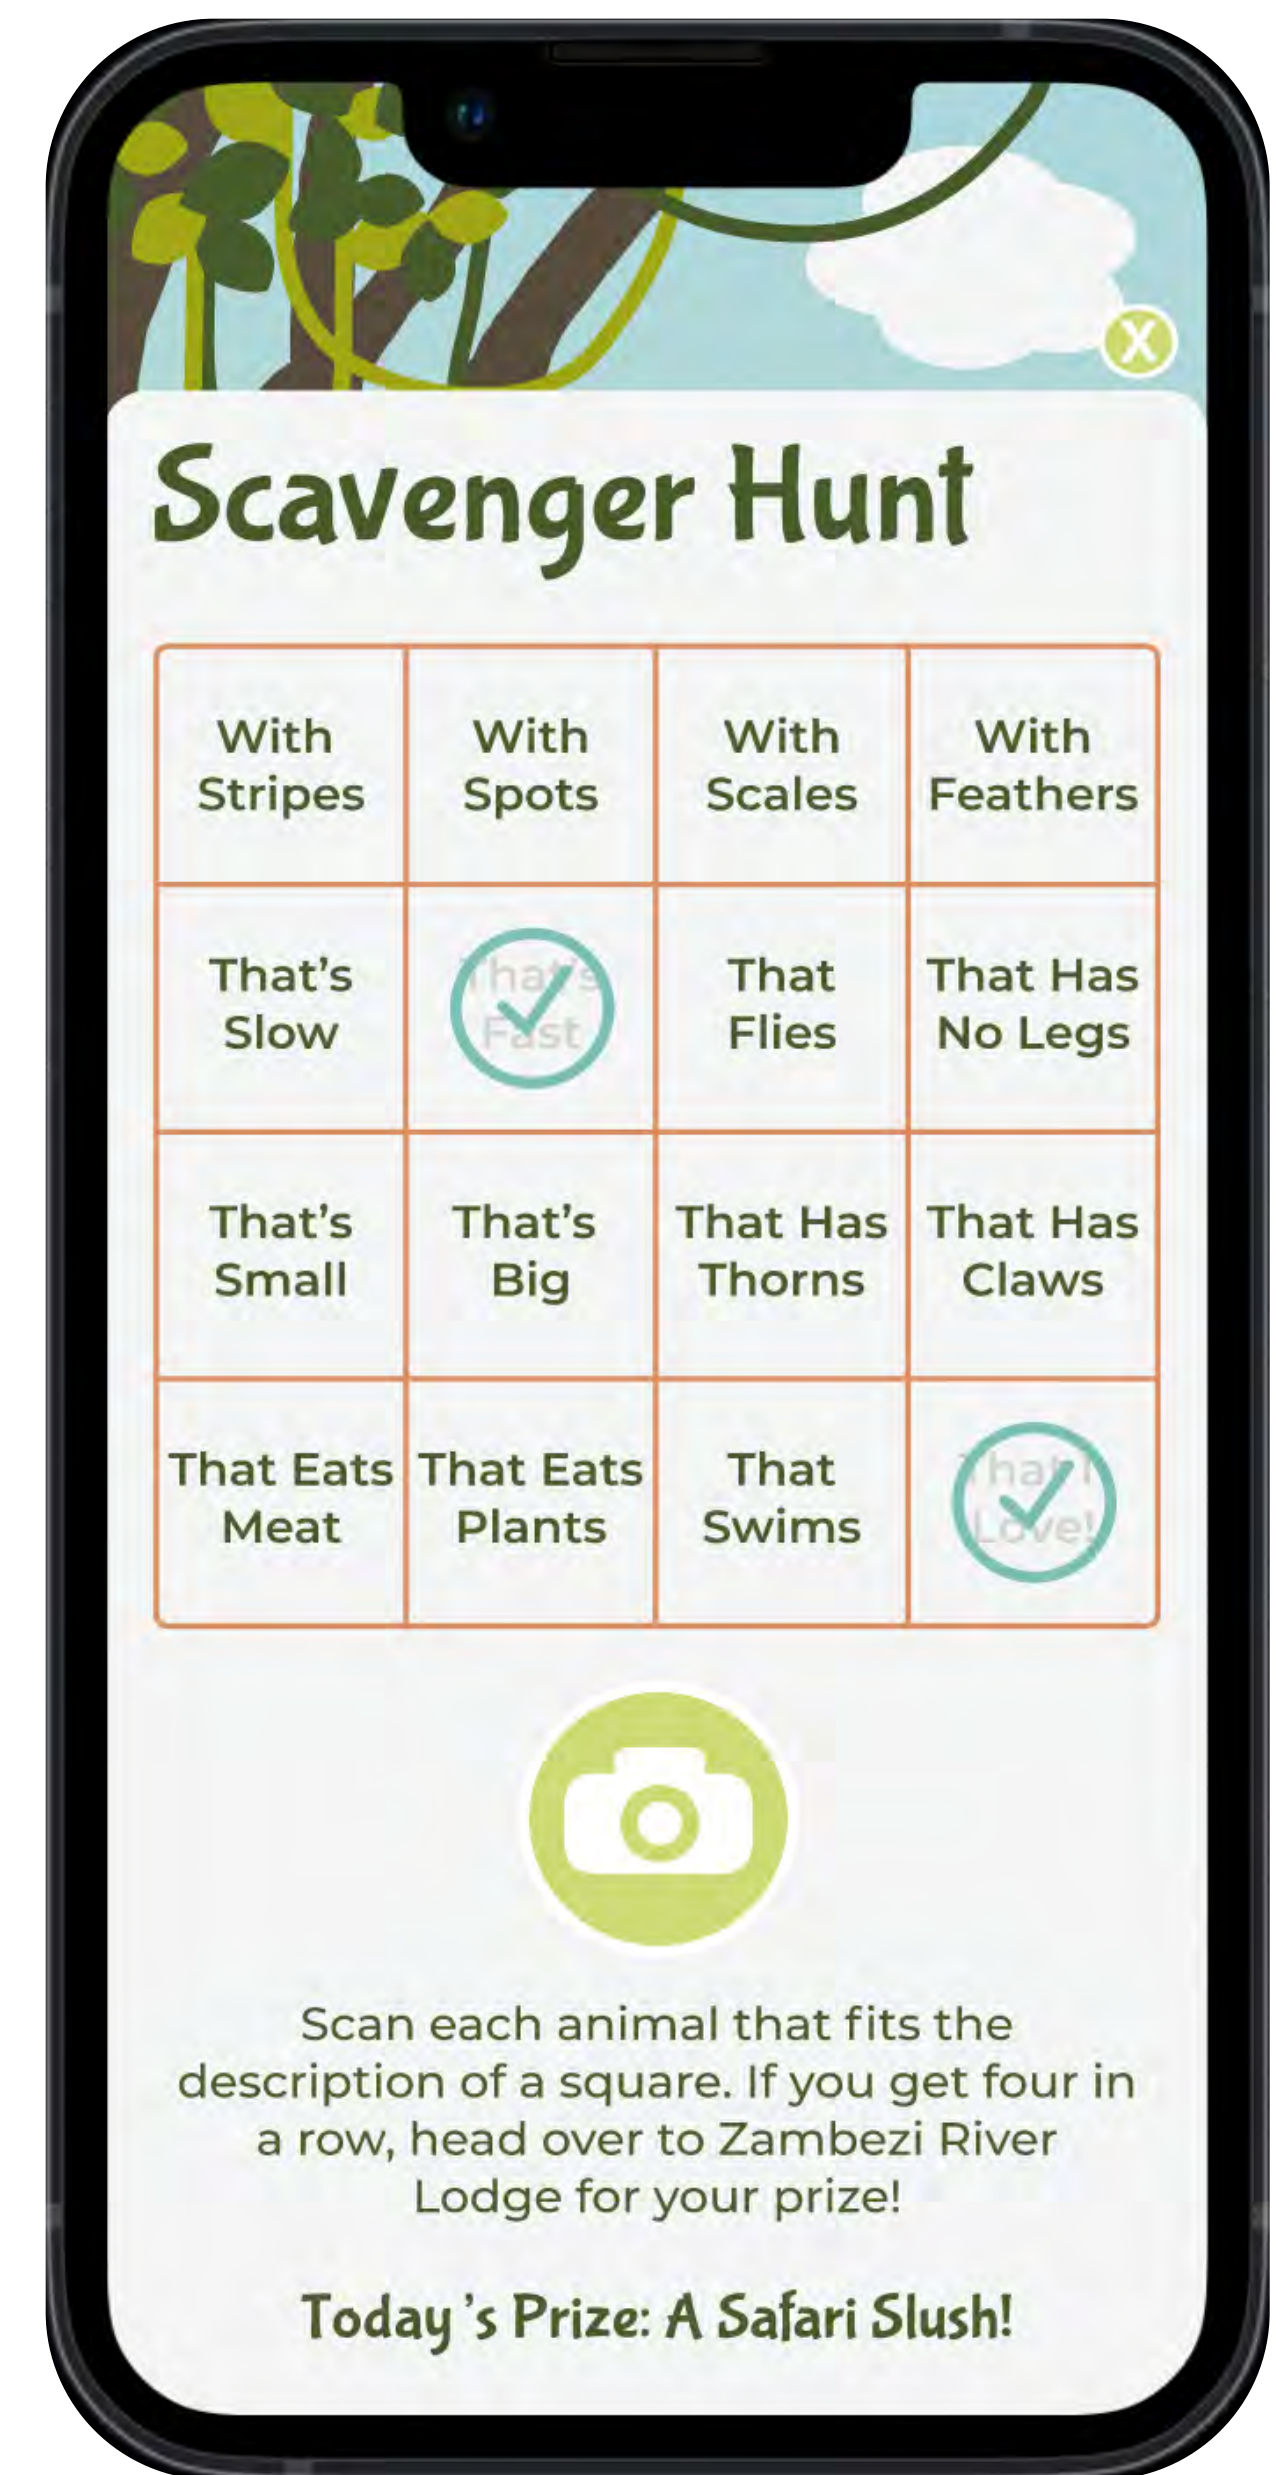 X
Scavenger Hunt
With
Stripes
With
Spots
With
Scales
With
Feathers
That's
Slow
That's
Fast
That
Flies
That Has
No Legs
That's
Small
That's
Big
That Has
Thorns
That Has
Claws
That Eats
Meat
That Eats
Plants
That
Swims
That I
Love!
Scan each animal that fits the
description of a square. If you get four in
a row, head over to Zambezi River
Lodge for your prize!
Today 's Prize: A Safari Slush!